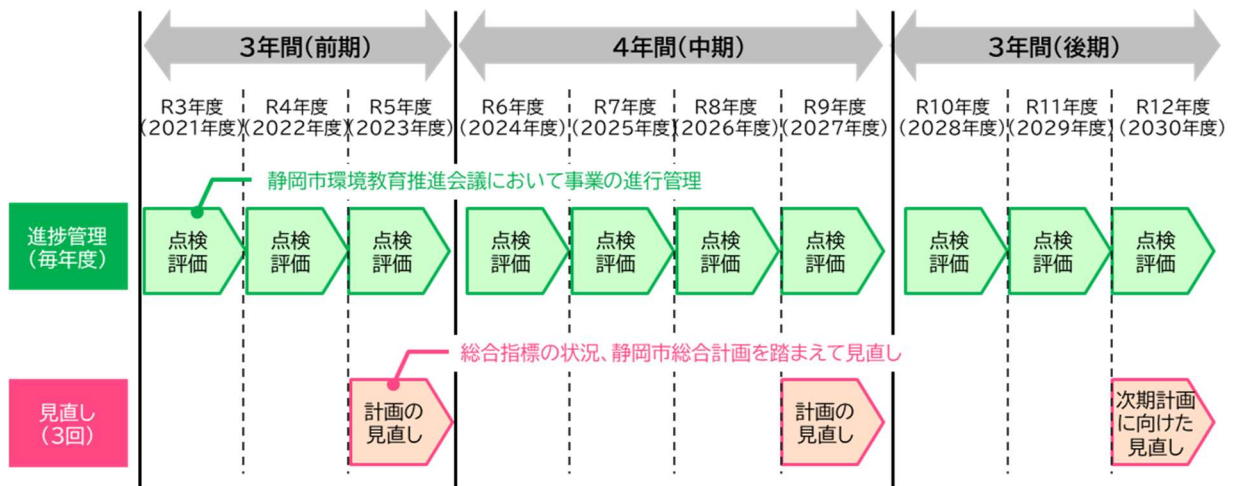 3年間(前期)
4年間(中期)
3年間(後期)
R3年度
(2021年度)
R4年度
(2022年度)
R5年度
(2023年度)
R6年度
(2024年度)
R7年度
(2025年度)
R8年度
(2026年度)
R9年度
(2027年度)
R10年度
(2028年度)
R11年度
(2029年度)
R12年度
(2030年度)
静岡市環境教育推進会議において事業の進行管理
進捗管理
(毎年度)
点検
評価
点検
評価
点検
評価
点検
評価
点検
評価
点検
評価
点検
評価
点検
評価
点検
評価
点検
評価
総合指標の状況、静岡市総合計画を踏まえて見直し
見直し
(3回)
計画の
見直し
計画の
見直し
次期計画
に向けた
見直し